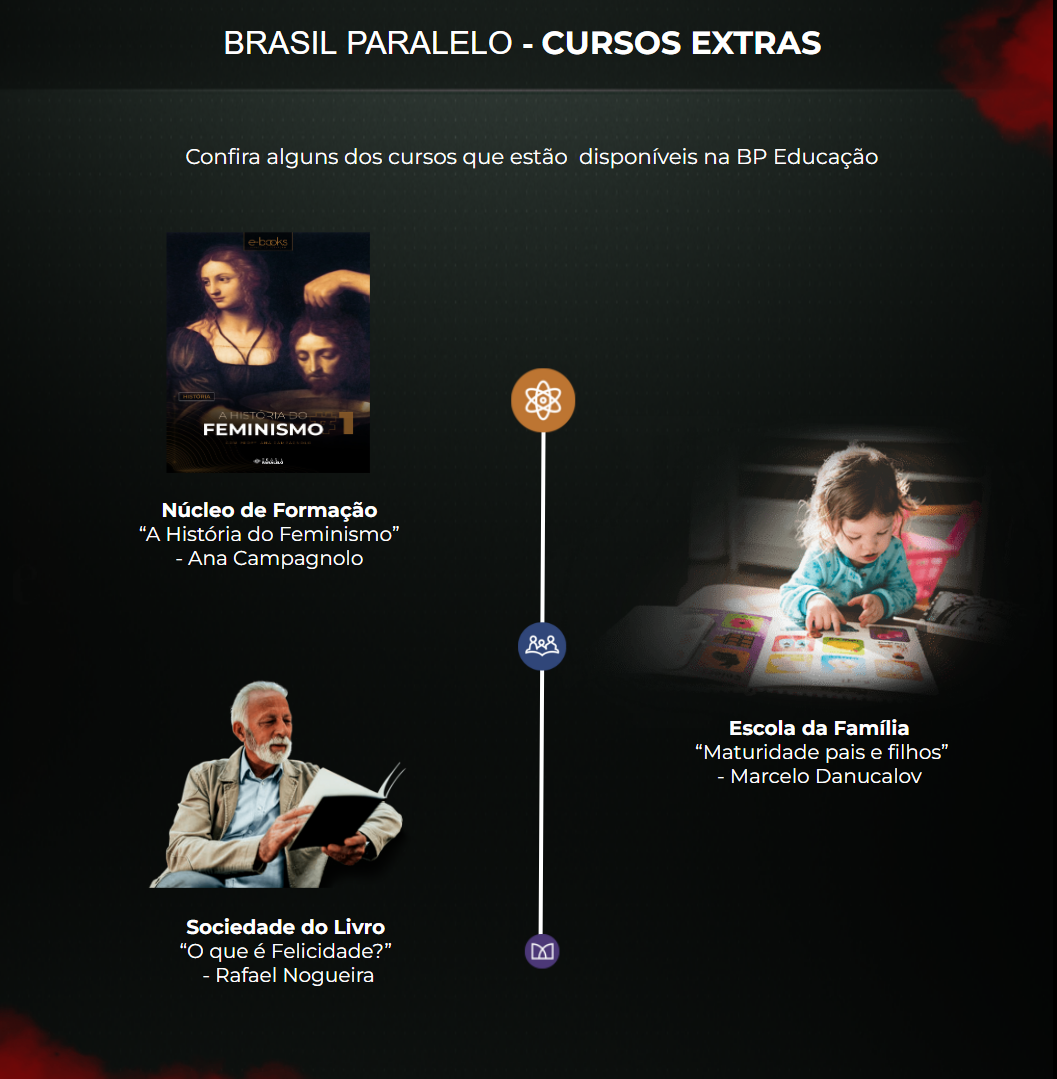 BRASIL PARALELO - CURSOS EXTRAS
Confira alguns dos cursos que estão disponíveis na BP Educação
e-books
HISTÓRIA
A HISTÓRIA DO
FEMINISMO 1
BRASIL
PARALELO
Núcleo de Formação
“A História do Feminismo”
- Ana Campagnolo
Escola da Família
“Maturidade pais e filhos”
- Marcelo Danucalov
Sociedade do Livro
“O que é Felicidade?”
- Rafael Nogueira